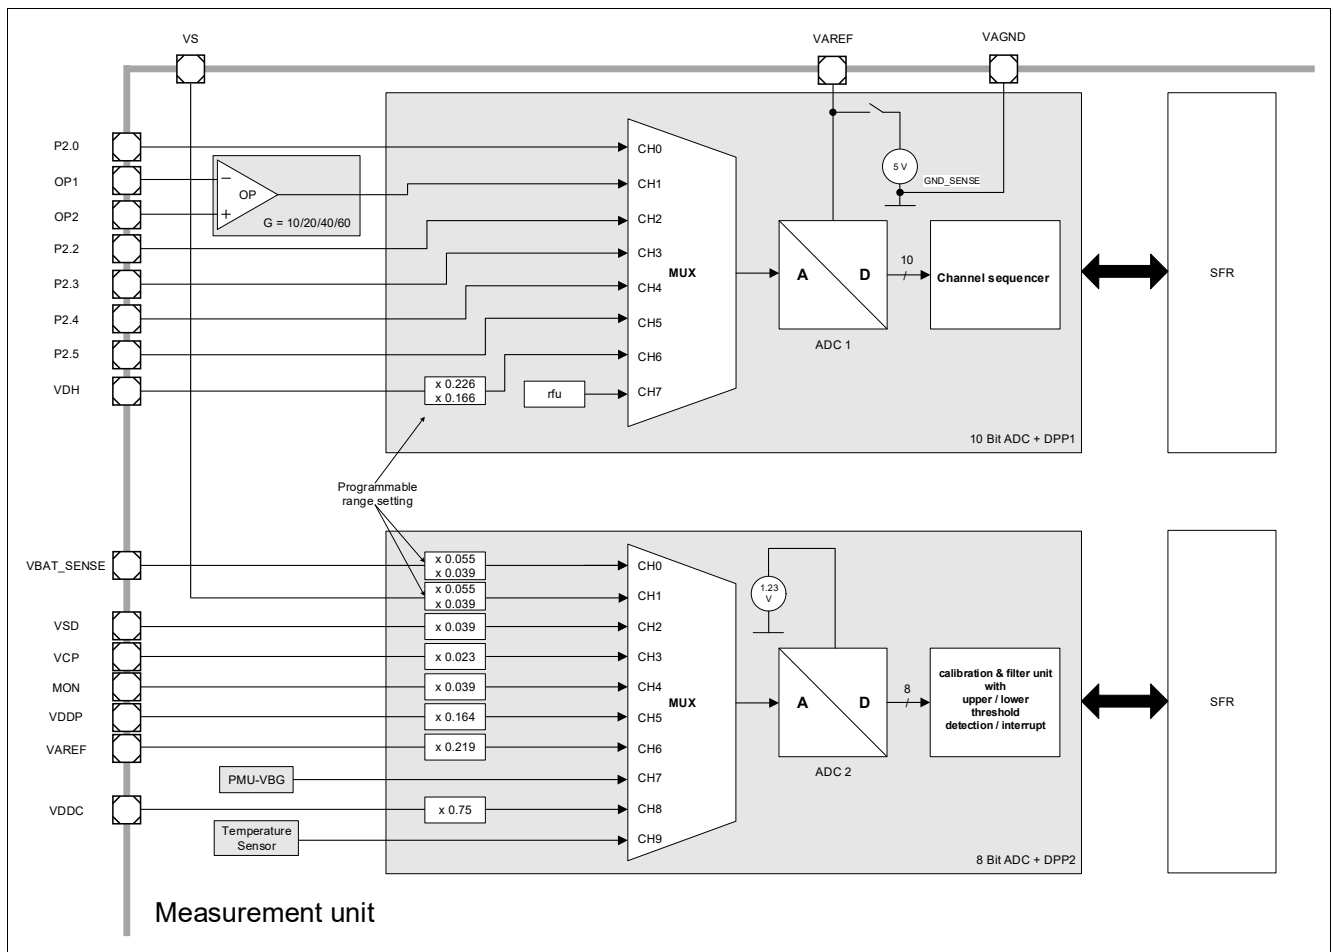 VS
VAREF
VAGND
P2.0
OP1
OP2
P2.2
P2.3
P2.4
P2.5
VDH
−
+
OP
G = 10/20/40/60
x 0.226
x 0.166
rfu
CH0
CH1
CH2
CH3
CH4
CH5
CH6
CH7
MUX
5 V
GND_SENSE
A
D
ADC 1
10
Channel sequencer
10 Bit ADC + DPP1
SFR
Programmable
range setting
VBAT_SENSE
VSD
VCP
MON
VDDP
VAREF
VDDC
PMU-VBG
Temperature
Sensor
x 0.055
x 0.039
x 0.055
x 0.039
x 0.039
x 0.023
x 0.039
x 0.164
x 0.219
x 0.75
CH0
CH1
CH2
CH3
CH4
CH5
CH6
CH7
CH8
CH9
MUX
1.23
V
A
D
ADC 2
8
calibration & filter unit
with
upper / lower
threshold
detection / interrupt
8 Bit ADC + DPP2
SFR
Measurement unit